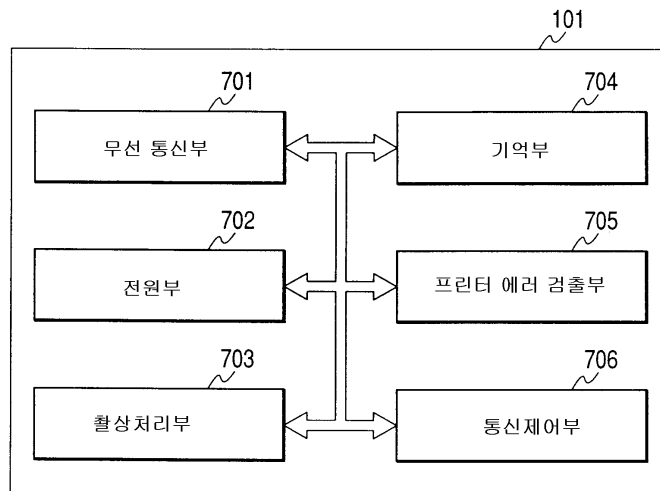 101
701
704
무선 통신부
기억부
702
705
전원부
프린터 에러 검출부
703
706
촬상처리부
통신제어부